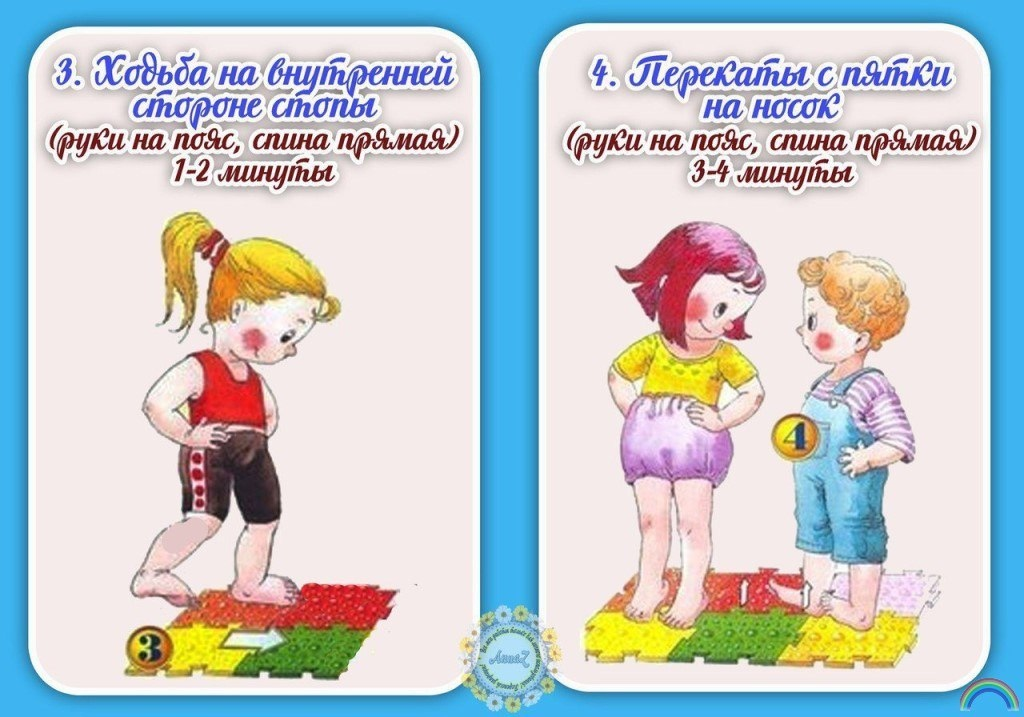 3. Ходьба на внутренней
стороне стопы
(руки на пояс, спина прямая)
1-2 минуты
3
4. Перекаты с пятки
на носок
(руки на пояс, спина прямая)
3-4 минуты
4